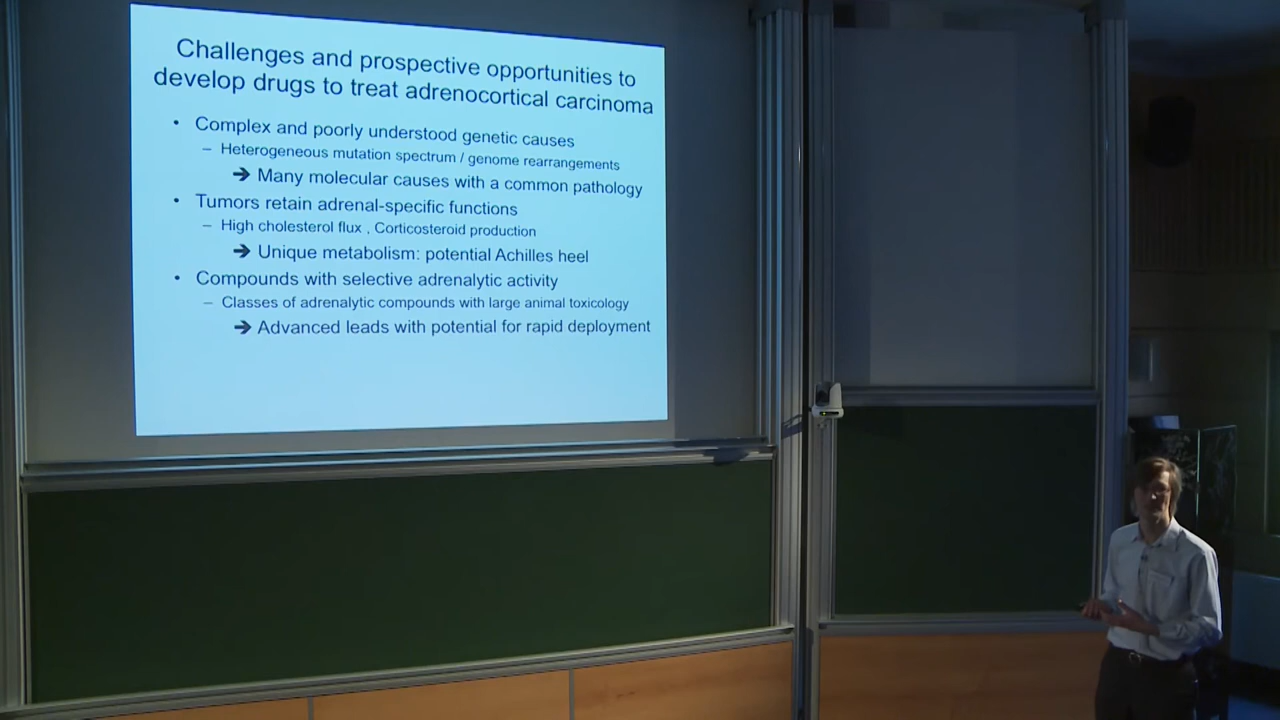 Challenges and prospective opportunities to
develop drugs to treat adrenocortical carcinoma
• Complex and poorly understood genetic causes
– Heterogeneous mutation spectrum / genome rearrangements
➔ Many molecular causes with a common pathology
• Tumors retain adrenal-specific functions
– High cholesterol flux , Corticosteroid production
➔ Unique metabolism: potential Achilles heel
• Compounds with selective adrenalytic activity
– Classes of adrenalytic compounds with large animal toxicology
➔ Advanced leads with potential for rapid deployment